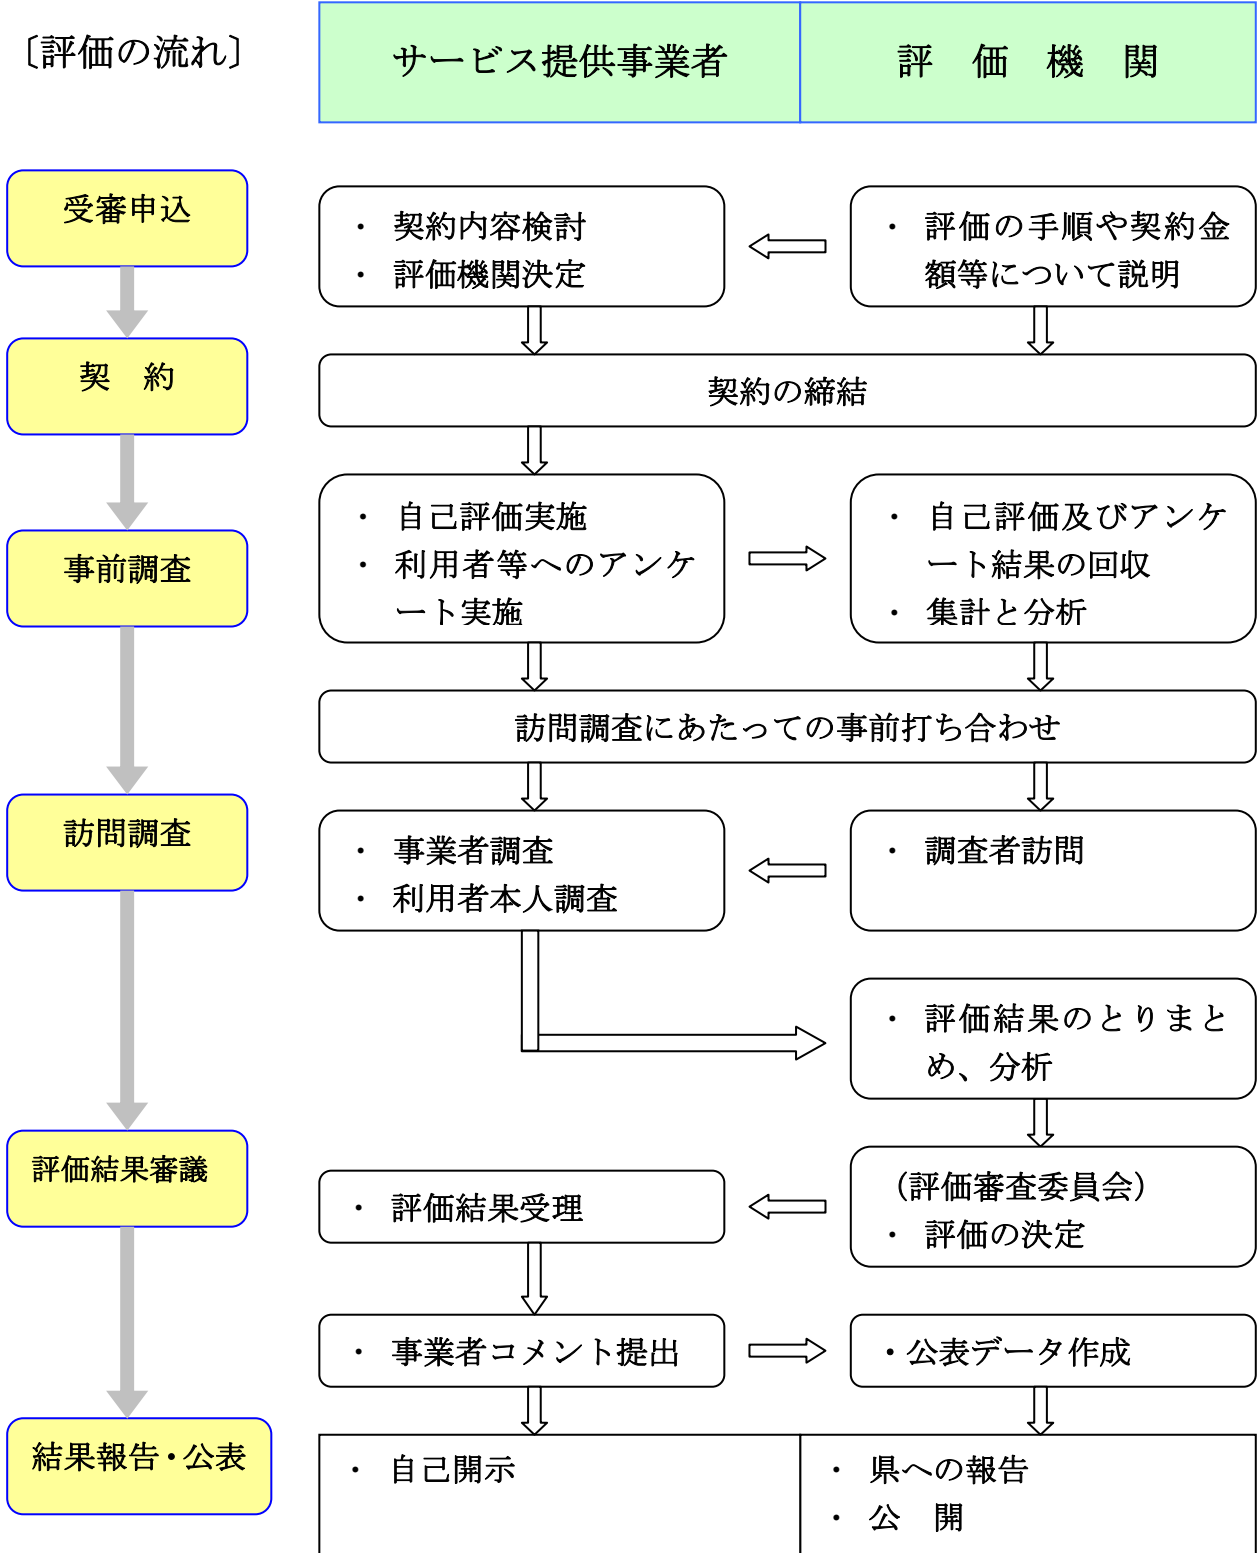 〔評価の流れ〕
サービス提供事業者
評　価　機　関
受審申込
・ 契約内容検討
・ 評価機関決定
・ 評価の手順や契約金
額等について説明
契　約
契約の締結
事前調査
・ 自己評価実施
・ 利用者等へのアンケ
ート実施
・ 自己評価及びアンケ
ート結果の回収
・ 集計と分析
訪問調査にあたっての事前打ち合わせ
訪問調査
・ 事業者調査
・ 利用者本人調査
・ 調査者訪問
・ 評価結果のとりまと
め、分析
評価結果審議
・ 評価結果受理
（評価審査委員会）
・ 評価の決定
・ 事業者コメント提出
・公表データ作成
結果報告・公表
・ 自己開示
・ 県への報告
・ 公　開